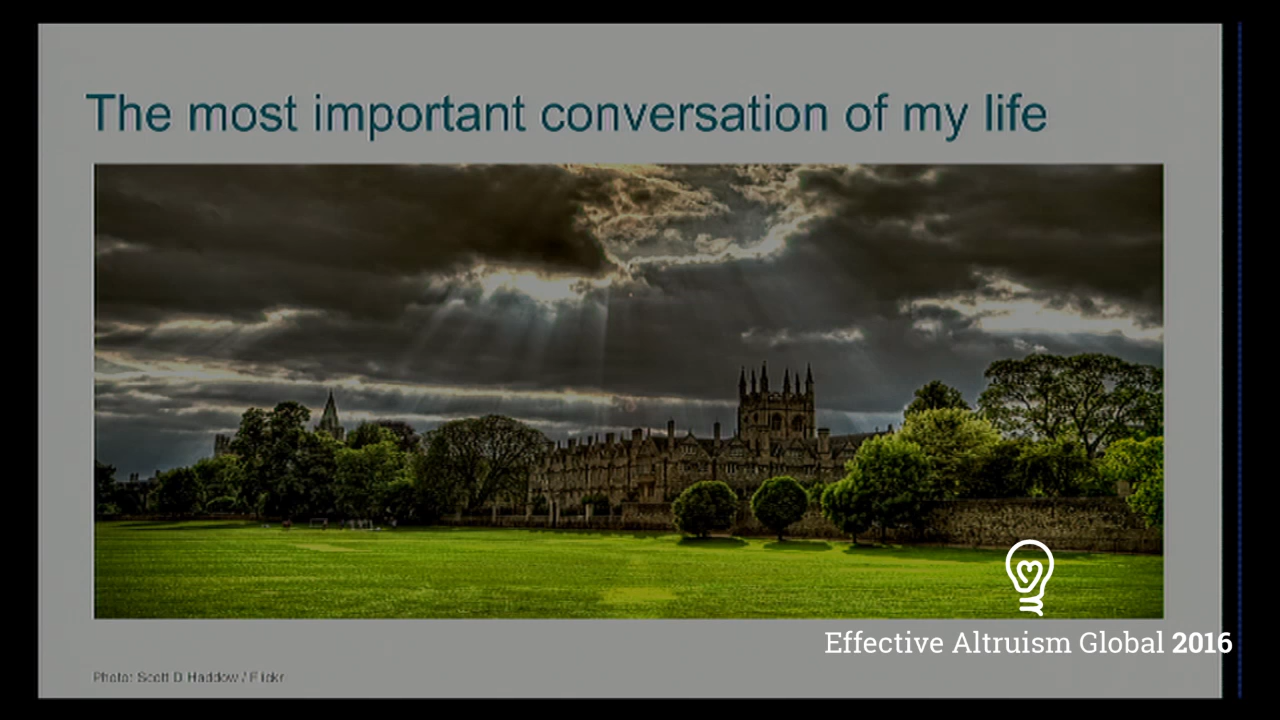 The most important conversation of my life
Effective Altruism Global 2016
Photo: Scott D Haddow / Flickr